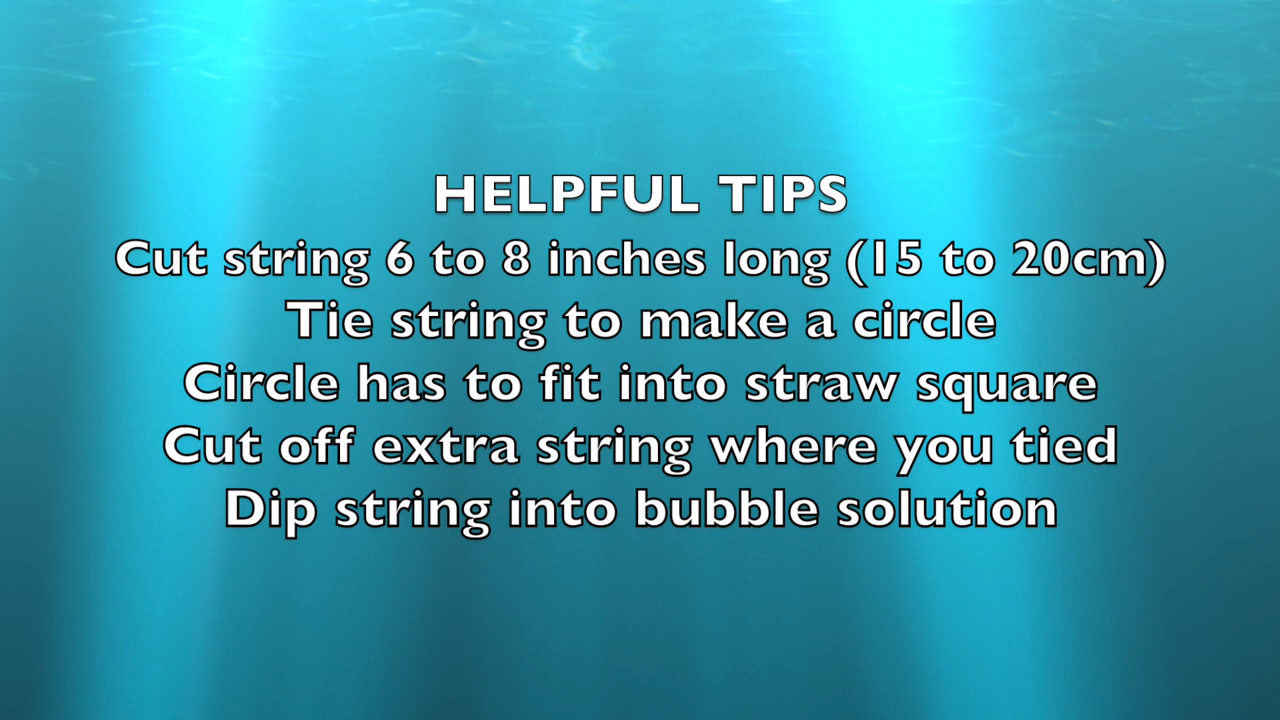 HELPFUL TIPS
Cut string 6 to 8 inches long (15 to 20cm)
Tie string to make a circle
Circle has to fit into straw square
Cut off extra string where you tied
Dip string into bubble solution